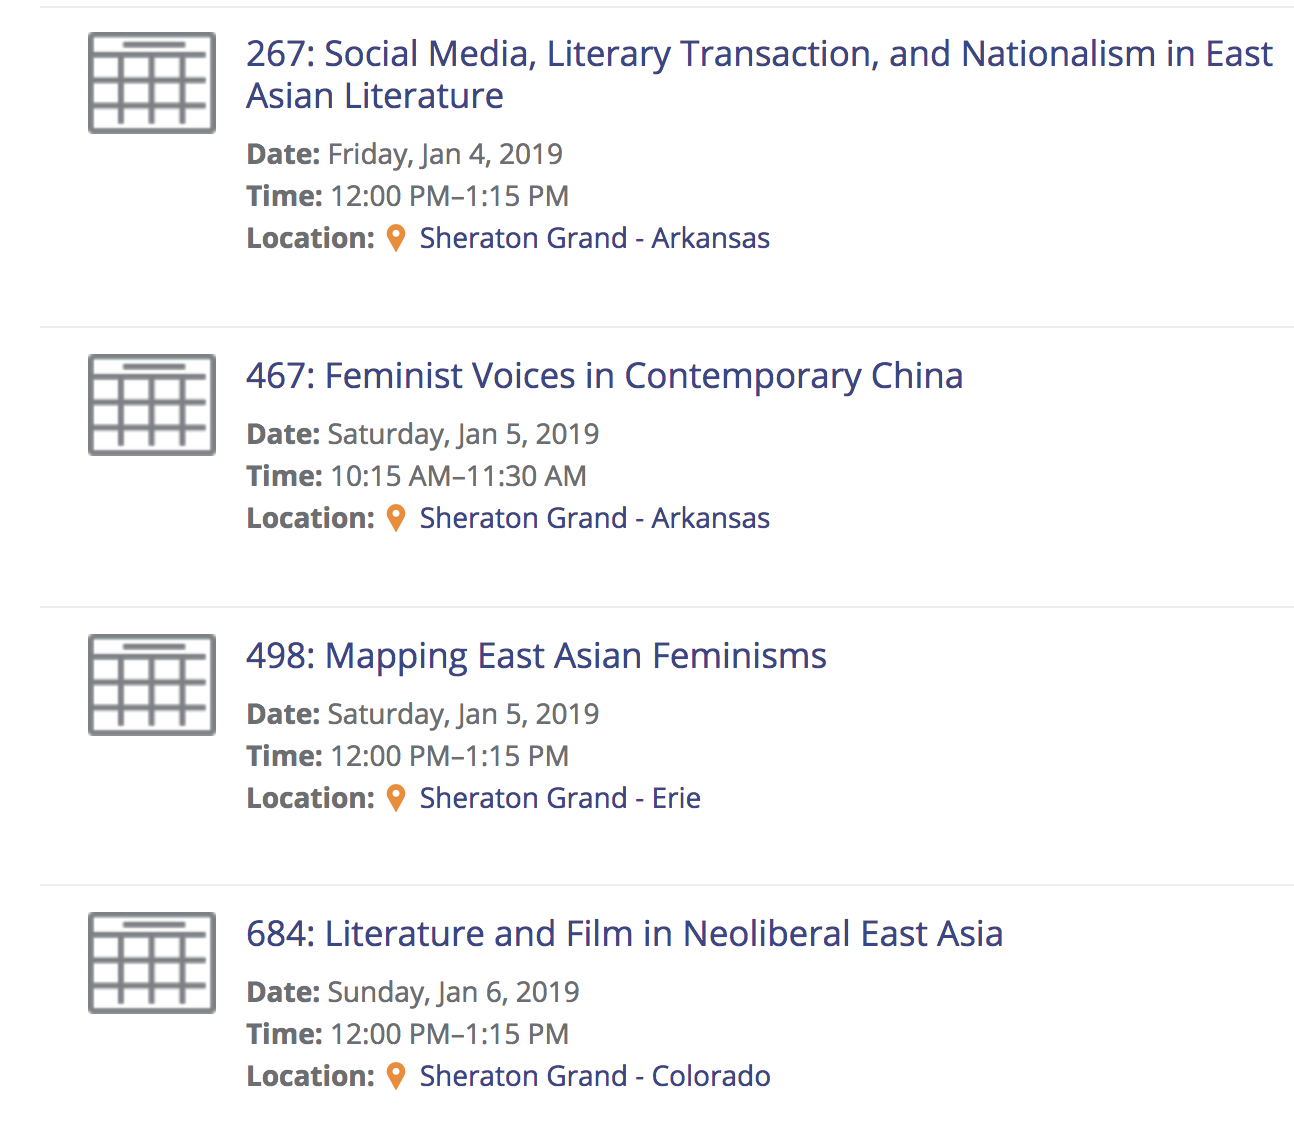 267: Social Media, Literary Transaction, and Nationalism in East
Asian Literature
Date: Friday, Jan 4, 2019
Time: 12:00 PM–1:15 PM
Location: Sheraton Grand - Arkansas
467: Feminist Voices in Contemporary China
Date: Saturday, Jan 5, 2019
Time: 10:15 AM–11:30 AM
Location: Sheraton Grand - Arkansas
498: Mapping East Asian Feminisms
Date: Saturday, Jan 5, 2019
Time: 12:00 PM–1:15 PM
Location: Sheraton Grand - Erie
684: Literature and Film in Neoliberal East Asia
Date: Sunday, Jan 6, 2019
Time: 12:00 PM–1:15 PM
Location: Sheraton Grand - Colorado